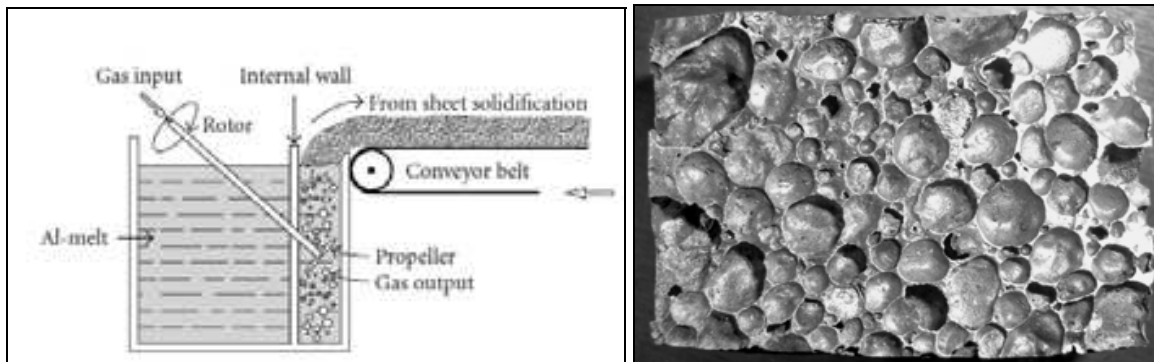 Gas input
Internal wall
From sheet solidification
Rotor
Conveyor belt
Al-melt
Propeller
Gas output